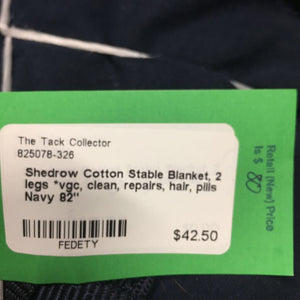 The Tack Collector
825078-326
Shedrow Cotton Stable Blanket, 2
legs *vgc, clean, repairs, hair, pills
Navy 82"
FEDETY
$42.50
Retail (New) Price
Is $ 80